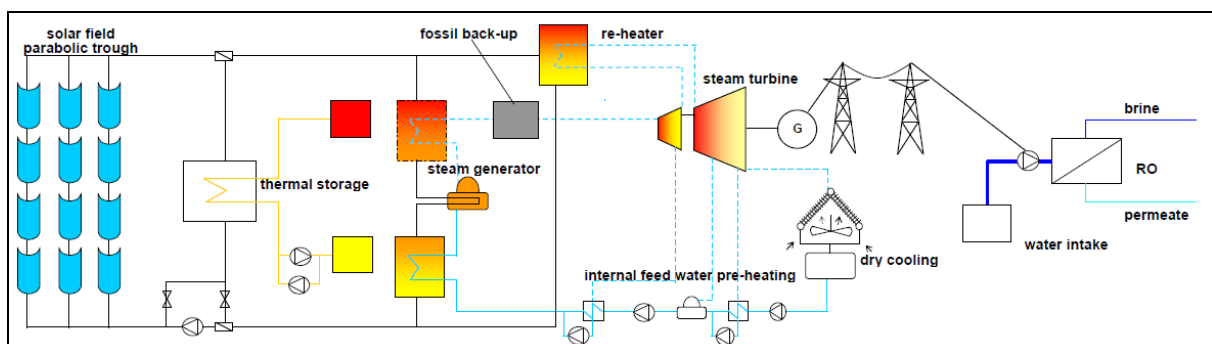 solar field
parabolic trough
fossil back-up
re-heater
steam turbine
G
brine
RO
thermal storage
steam generator
permeate
water intake
dry cooling
internal feed water pre-heating